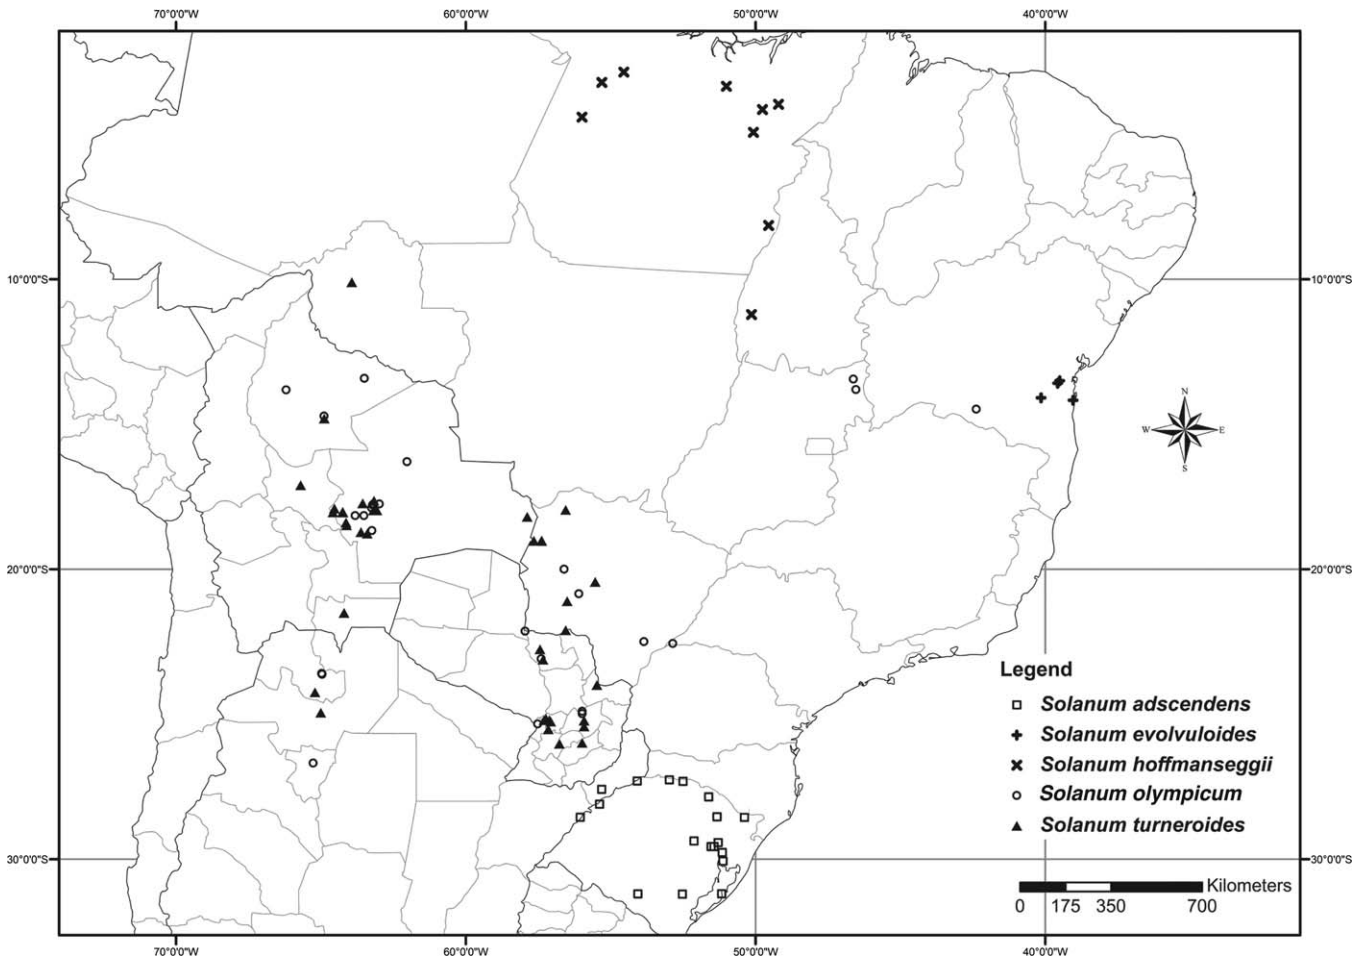 70°0'0"W 60°0'0"W 50°0'0"W 40°0'0"W
10°0'0"S 10°0'0"S
N
W E
S
20°0'0"S 20°0'0"S
Legend
Solanum adscendens
Solanum evolvuloides
Solanum hoffmanseggii
Solanum olympicum
Solanum turneroides
30°0'0"S 30°0'0"S
Kilometers
0 175 350 700
70°0'0"W 60°0'0"W 50°0'0"W 40°0'0"W